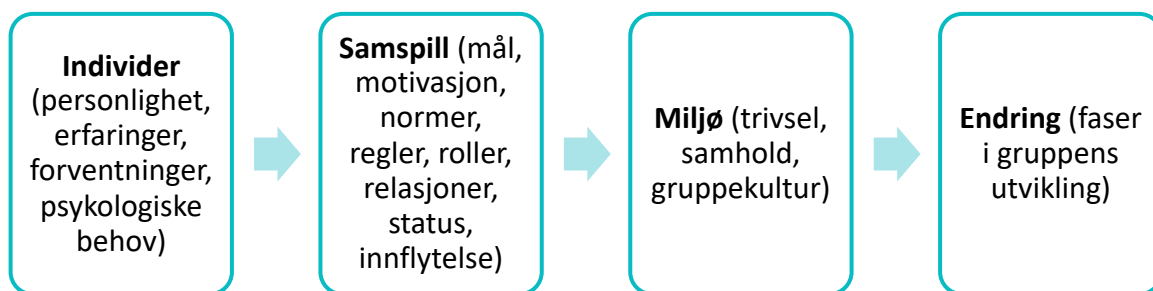 Individer
(personlighet,
erfaringer,
forventninger,
psykologiske
behov)
Samspill (mål,
motivasjon,
normer,
regler, roller,
relasjoner,
status,
innflytelse)
Miljø (trivsel,
samhold,
gruppekultur)
Endring (faser
i gruppens
utvikling)